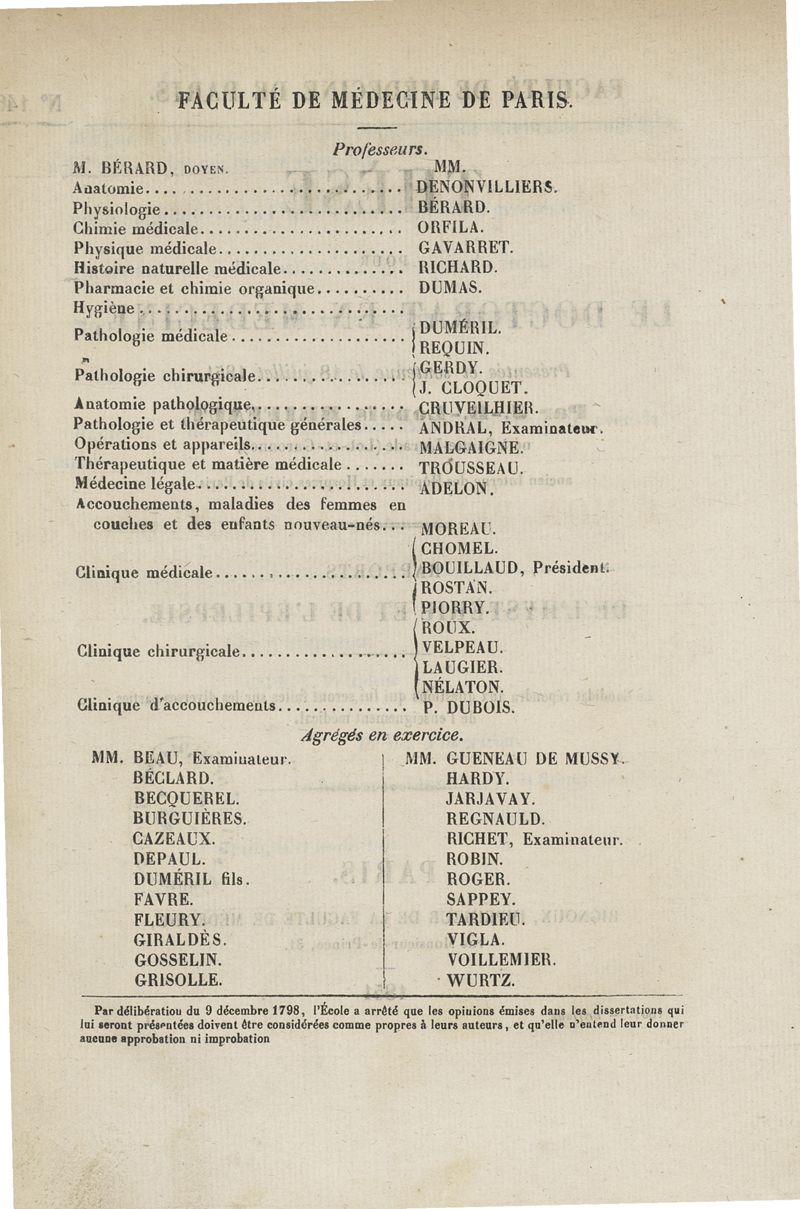 FACULTÉ DE MÉDECINE DE PARIS.
Professeurs.
M. BÉRARD, DOYEN. MM.
Anatomie.......................... DENONVILLIERS.
Physiologie.......................... BÉRARD.
Chimie médicale...................... ORFILA.
Physique médicale.................... GAVARRET.
Histoire naturelle médicale............. RICHARD.
Pharmacie et chimie organique.......... DUMAS.
Hygiène............................
Pathologie médicale................... DUMÉRIL.
REQUIN.
Pathologie chirurgicale................ GERDY.
J. CLOQUET.
Anatomie pathologique................. CRUVEILHIER.
Pathologie et thérapeutique générales..... ANDRAL, Examinateur.
Opérations et appareils................. MALGAIGNE.
Thérapeutique et matière médicale....... TROUSSEAU.
Médecine légale....................... ADELON.
Accouchements, maladies des femmes en
couches et des enfants nouveau-nés... MOREAU.
Clinique médicale..................... CHOMEL.
BOUILLAUD, Président.
ROSTAN.
PIORRY.
Clinique chirurgicale.................. ROUX.
VELPEAU.
LAUGIER.
NÉLATON.
Clinique d'accouchements............... P. DUBOIS.
Agrégés en exercice.
MM. BEAU, Examinateur.
BÉCLARD.
BECQUEREL.
BURGUIÈRES.
CAZEAUX.
DEPAUL.
DUMÉRIL fils.
FAVRE.
FLEURY.
GIRALDÈS.
GOSSELIN.
GRISOLLE.
MM. GUENEAU DE MUSSY.
HARDY.
JARJAVAY.
REGNAULD.
RICHET, Examinateur.
ROBIN.
ROGER.
SAPPEY.
TARDIEU.
VIGLA.
VOILLEMIER.
WURTZ.
Par délibération du 9 décembre 1798, l'École a arrêté que les opinions émises dans les dissertations qui
lui seront présentées doivent être considérées comme propres à leurs auteurs, et qu'elle n'entend leur donner
aucune approbation ni improbation